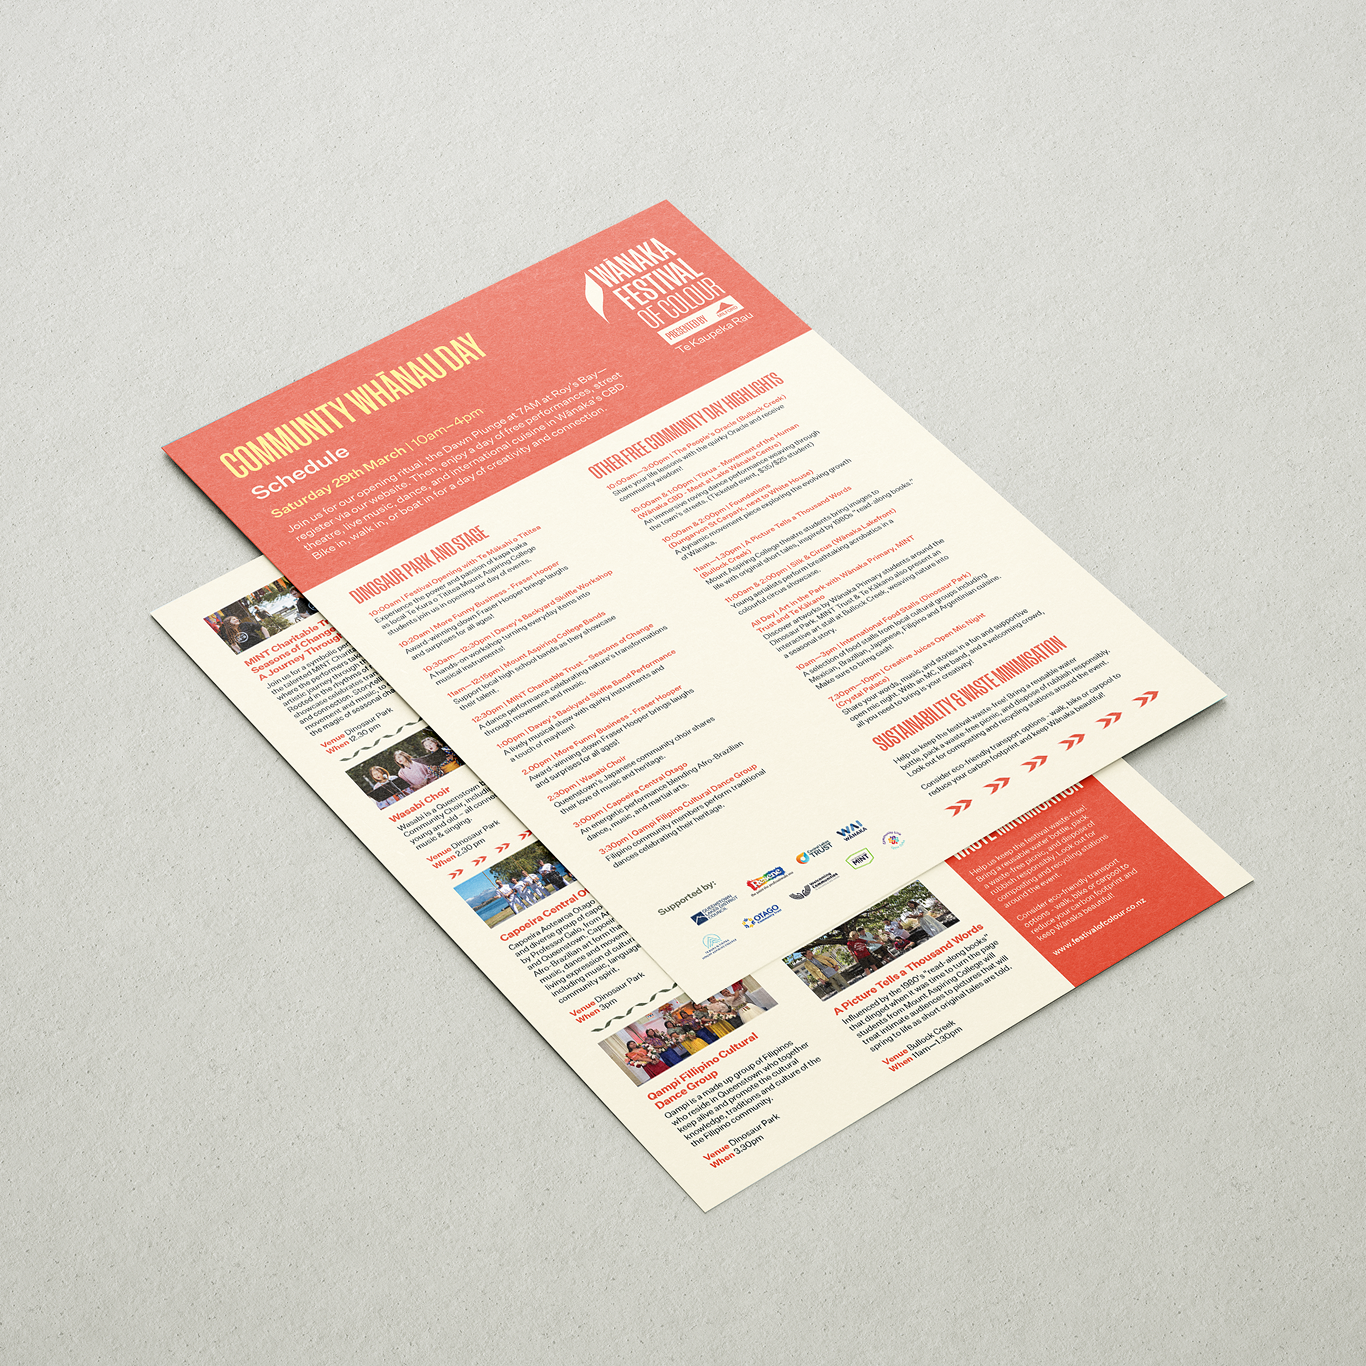 COMMUNITY WHĀNAU DAY
Schedule
Saturday 29th March | 10am—4pm
Join us for our opening ritual, the Dawn Plunge at 7AM at Roy's Bay—
register via our website. Then, enjoy a day of free performances, street
theatre, live music, dance, and international cuisine in Wānaka's CBD.
Bike in, walk in, or boat in for a day of creativity and connection.
WĀNAKA
FESTIVAL
OF COLOUR
PRESENTED BY
Te Kaupeka Rau
DINOSAUR PARK AND STAGE
10:00am | Festival Opening with Te Mākahi o Tititea
Experience the power and passion of kapa haka
as local Te Kura o Tititea Mount Aspiring College
students join us in opening our day of events.
10:20am | More Funny Business - Fraser Hooper
Award-winning clown Fraser Hooper brings laughs
and surprises for all ages!
10:30am—12:30pm | Davey's Backyard Skiffle Workshop
A hands-on workshop turning everyday items into
musical instruments!
11am—12:15pm | Mount Aspiring College Bands
Support local high school bands as they showcase
their talent.
12:30pm | MINT Charitable Trust – Seasons of Change
A dance performance celebrating nature's transformations
through movement and music.
1:00pm | Davey's Backyard Skiffle Band Performance
A lively musical show with quirky instruments and
a touch of mayhem!
2.00pm | More Funny Business - Fraser Hooper
Award-winning clown Fraser Hooper brings laughs
and surprises for all ages!
2:30pm | Wasabi Choir
Queenstown's Japanese community choir shares
their love of music and heritage.
3:00pm | Capoeira Central Otago
An energetic performance blending Afro-Brazilian
dance, music, and martial arts.
3:30pm | Qampi Filipino Cultural Dance Group
Filipino community members perform traditional
dances celebrating their heritage.
OTHER FREE COMMUNITY DAY HIGHLIGHTS
10:00am—3:00pm | The People's Oracle (Bullock Creek)
Share your life lessons with the quirky Oracle and receive
community wisdom!
10:00am & 1:00pm | Tōrua - Movement of the Human
(Wānaka CBD - Meet at Lake Wānaka Centre)
An immersive roving dance performance weaving through
the town's streets. (Ticketed event, $35/$25 student)
10:00am & 2:00pm | Foundations
(Dungarvon St Carpark, next to White House)
A dynamic movement piece exploring the evolving growth
of Wānaka.
11am—1.30pm | A Picture Tells a Thousand Words
(Bullock Creek)
Mount Aspiring College theatre students bring images to
life with original short tales, inspired by 1980s "read-along books."
11:00am & 2:00pm | Silk & Circus (Wānaka Lakefront)
Young aerialists perform breathtaking acrobatics in a
colourful circus showcase.
All Day | Art in the Park with Wānaka Primary, MINT
Trust and Te Kākano
Discover artworks by Wānaka Primary students around the
Dinosaur Park, MINT Trust & Te Kākano also present an
interactive art stall at Bullock Creek, weaving nature into
a seasonal story.
10am—3pm | International Food Stalls (Dinosaur Park)
A selection of food stalls from local cultural groups including
Mexican, Brazilian, Japanese, Filipino and Argentinian cuisine.
Make sure to bring cash!
7.30pm—10pm | Creative Juices Open Mic Night
(Crystal Palace)
Share your words, music, and stories in a fun and supportive
open mic night. With an MC, live band, and a welcoming crowd,
all you need to bring is your creativity!
SUSTAINABILITY & WASTE MINIMISATION
Help us keep the festival waste-free! Bring a reusable water
bottle, pack a waste-free picnic, and dispose of rubbish responsibly.
Look out for composting and recycling stations around the event.
Consider eco-friendly transport options - walk, bike or carpool to
reduce your carbon footprint and keep Wānaka beautiful!
Supported by:
QUEENSTOWN
LAKES DISTRICT
COUNCIL
Resene
TRUST
WAI
WĀNAKA
OTAGO
MINT
MINT Charitable T
Seasons of Change
A Journey Throug
Join us for a symbolic pe
the talented MINT Charit
where the performers tak
artistic journey through t
Rooted in the rhythms of
showcase celebrates tra
and connection. Storytel
movement and music, to
the magic of seasonal c
Venue Dinosaur Park
When 12.30 pm
Wasabi Choir
Wasabi is a Queenstown
Community Choir, includi
young and old – all conne
music & singing.
Venue Dinosaur Park
When 2.30 pm
Capoeira Central O
Capoeira Aotearoa Otago
and diverse group of capo
by Professor Galo, from Ar
and Queenstown. Capoei
Afro-Brazilian art form tha
music, dance and moveme
living expression of cultur
including music, languag
community spirit.
Venue Dinosaur Park
When 3pm
Qampi Fillipino Cultural
Dance Group
Qampi is a made up group of Filipinos
who reside in Queenstown who together
keep alive and promote the cultural
knowledge, traditions and culture of the
the Filipino community.
Venue Dinosaur Park
When 3.30pm
A Picture Tells a Thousand Words
Influenced by the 1980's "read-along books"
that dinged when it was time to turn the page
students from Mount Aspiring College will
treat intimate audiences to pictures that will
spring to life as short original tales are told.
Venue Bullock Creek
When 11am—1.30pm
WASTE MINIMISATION
Help us keep the festival waste-free!
Bring a reusable water bottle, pack
a waste-free picnic, and dispose of
rubbish responsibly. Look out for
composting and recycling stations
around the event.
Consider eco-friendly transport
options - walk, bike or carpool to
reduce your carbon footprint and
keep Wānaka beautiful!
www.festivalofcolour.co.nz